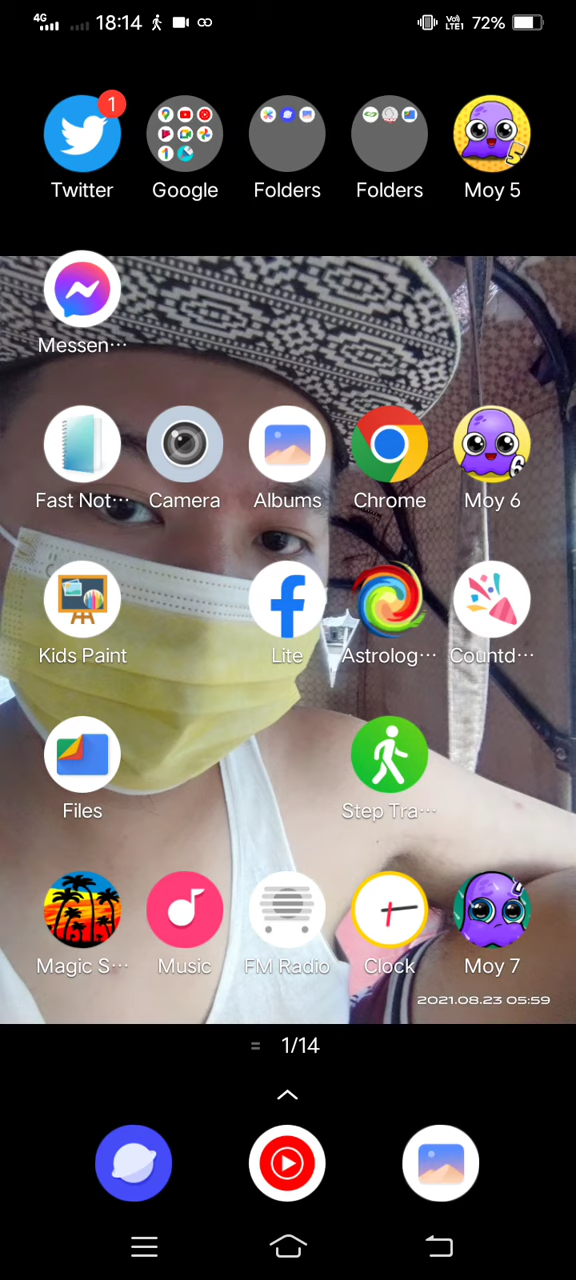 4G 18:14 VoLTE1 72%
1
Twitter Google Folders Folders Moy 5
Messen···
Fast Not··· Camera Albums Chrome Moy 6
Kids Paint Lite Astrolog··· Countd···
Files Step Tra···
Magic S··· Music FM Radio Clock Moy 7
2021.08.23 05:59
1/14